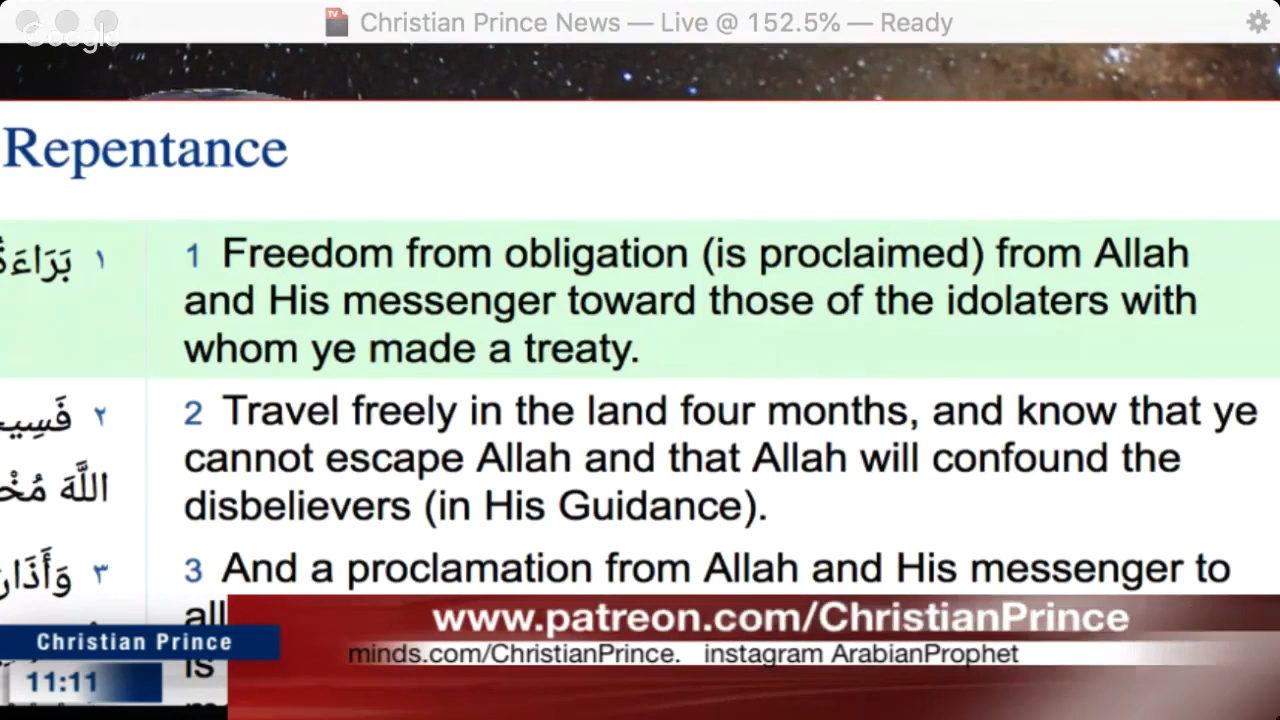 Christian Prince News — Live @ 152.5% — Ready
Google
Repentance
١ بَرَاءَةٌ
1 Freedom from obligation (is proclaimed) from Allah
and His messenger toward those of the idolaters with
whom ye made a treaty.
٢
2 Travel freely in the land four months, and know that ye
cannot escape Allah and that Allah will confound the
اللَّهَ
disbelievers (in His Guidance).
٣
3 And a proclamation from Allah and His messenger to
all
is
www.patreon.com/ChristianPrince
Christian Prince
minds.com/ChristianPrince. instagram ArabianProphet
11:11